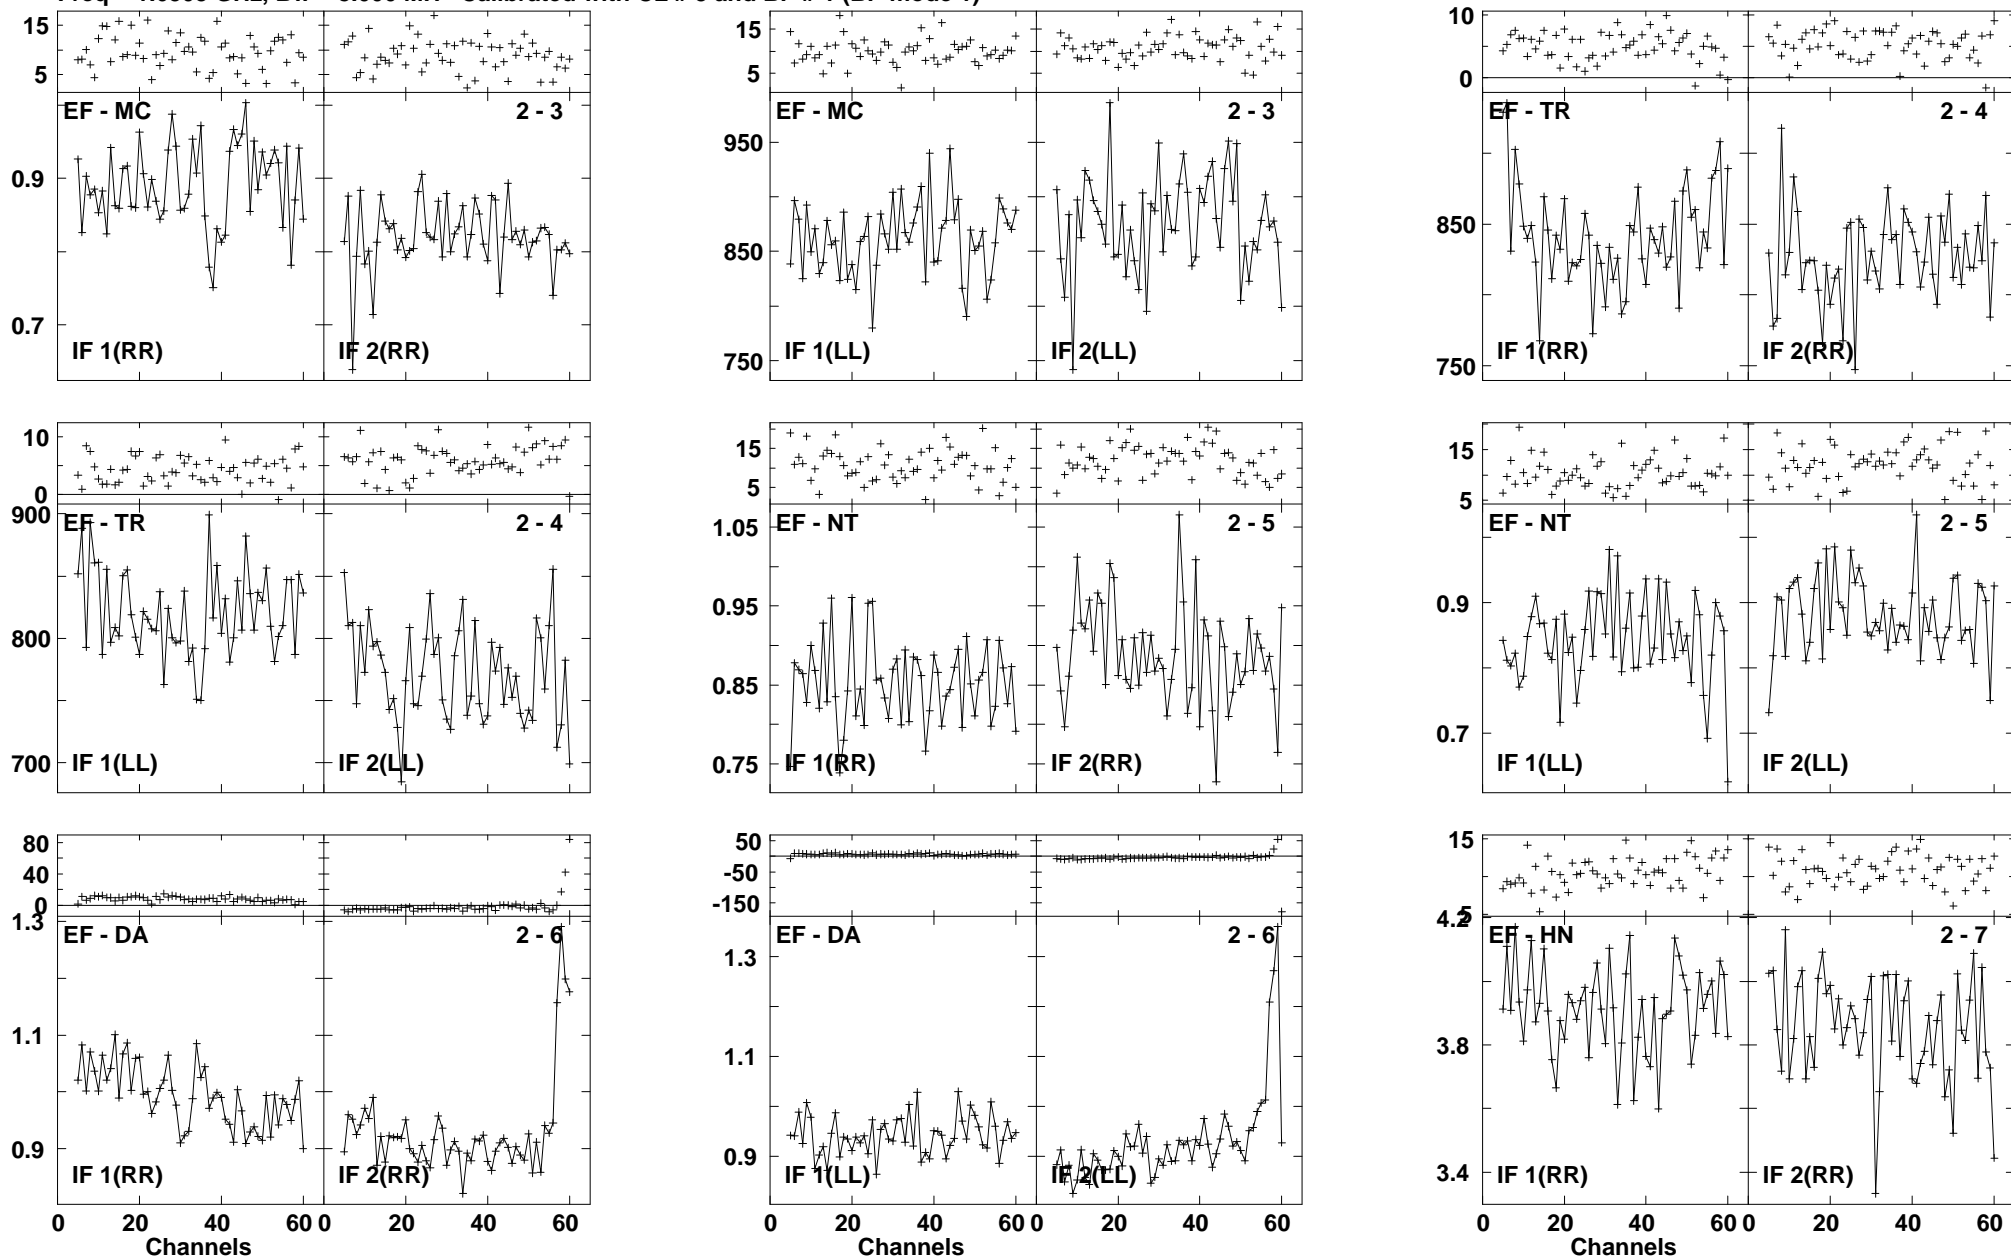 15
5
EF - MC
2 - 3
0.9
0.7
IF 1(RR)
IF 2(RR)
15
5
EF - MC
2 - 3
950
850
750
IF 1(LL)
IF 2(LL)
10
0
EF - TR
2 - 4
850
750
IF 1(RR)
IF 2(RR)
10
0
900
EF - TR
2 - 4
800
700
IF 1(LL)
IF 2(LL)
15
5
1.05
EF - NT
2 - 5
0.95
0.85
0.75
IF 1(RR)
IF 2(RR)
15
5
EF - NT
2 - 5
0.9
0.7
IF 1(LL)
IF 2(LL)
80
40
0
1.3
EF - DA
2 - 6
1.1
0.9
IF 1(RR)
IF 2(RR)
0 20 40 60 0 20 40 60
Channels
50
-50
-150
EF - DA
2 - 6
1.3
1.1
0.9
IF 1(LL)
IF 2(LL)
0 20 40 60 0 20 40 60
Channels
15
5
4.2
EF - HN
2 - 7
3.8
3.4
IF 1(RR)
IF 2(RR)
0 20 40 60 0 20 40 60
Channels